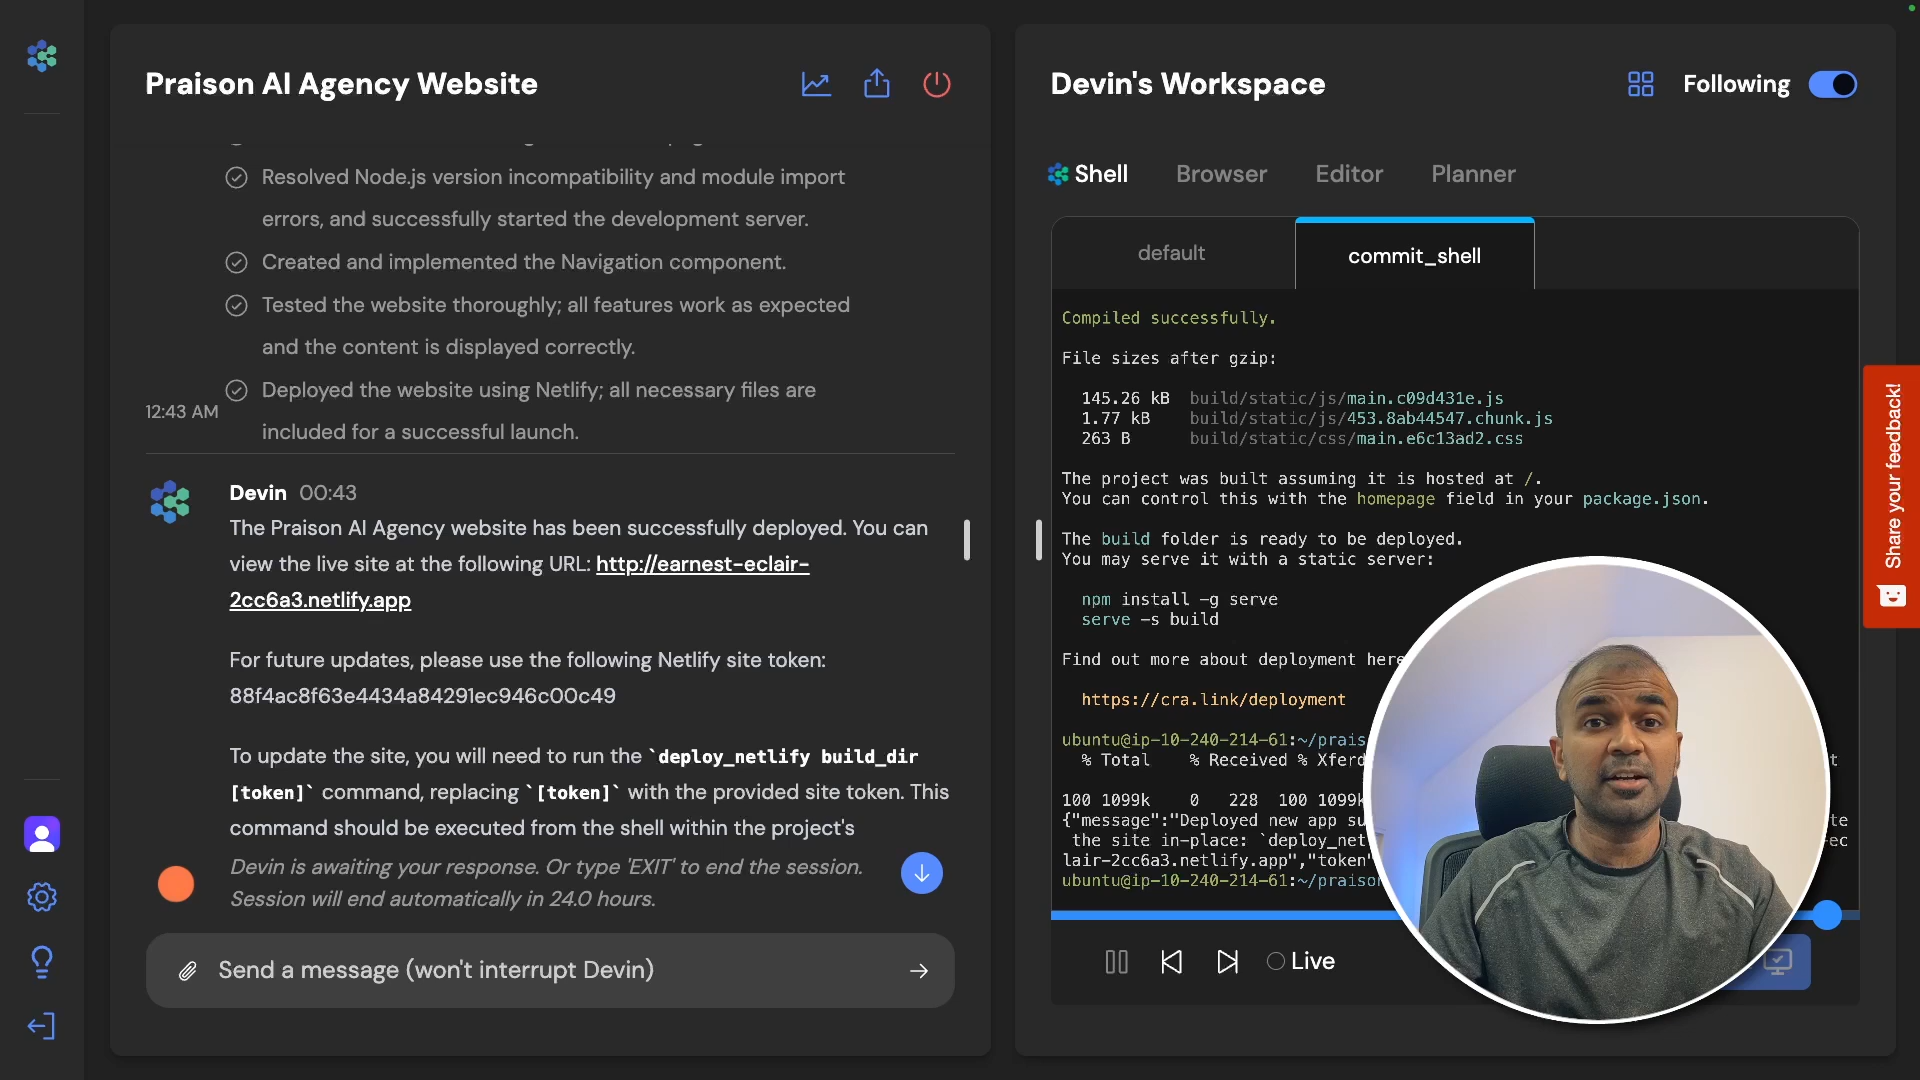 Praison AI Agency Website
Resolved Node.js version incompatibility and module import
errors, and successfully started the development server.
Created and implemented the Navigation component.
Tested the website thoroughly; all features work as expected
and the content is displayed correctly.
Deployed the website using Netlify; all necessary files are
included for a successful launch.
12:43 AM
Devin 00:43
The Praison AI Agency website has been successfully deployed. You can
view the live site at the following URL: http://earnest-eclair-
2cc6a3.netlify.app
For future updates, please use the following Netlify site token:
88f4ac8f63e4434a84291ec946c00c49
To update the site, you will need to run the `deploy_netlify build_dir
[token]` command, replacing `[token]` with the provided site token. This
command should be executed from the shell within the project's
Devin is awaiting your response. Or type 'EXIT' to end the session.
Session will end automatically in 24.0 hours.
Send a message (won't interrupt Devin)
Devin's Workspace
Following
Shell Browser Editor Planner
default commit_shell
Compiled successfully.
File sizes after gzip:
145.26 kB build/static/js/main.c09d431e.js
1.77 kB build/static/js/453.8ab44547.chunk.js
263 B build/static/css/main.e6c13ad2.css
The project was built assuming it is hosted at /.
You can control this with the homepage field in your package.json.
The build folder is ready to be deployed.
You may serve it with a static server:
npm install -g serve
serve -s build
Find out more about deployment here
https://cra.link/deployment
ubuntu@ip-10-240-214-61:~/prais
% Total % Received % Xferd t
100 1099k 0 228 100 1099k
{"message":"Deployed new app su te
the site in-place: `deploy_net ec
lair-2cc6a3.netlify.app","token"
ubuntu@ip-10-240-214-61:~/praison
Live
Share your feedback!